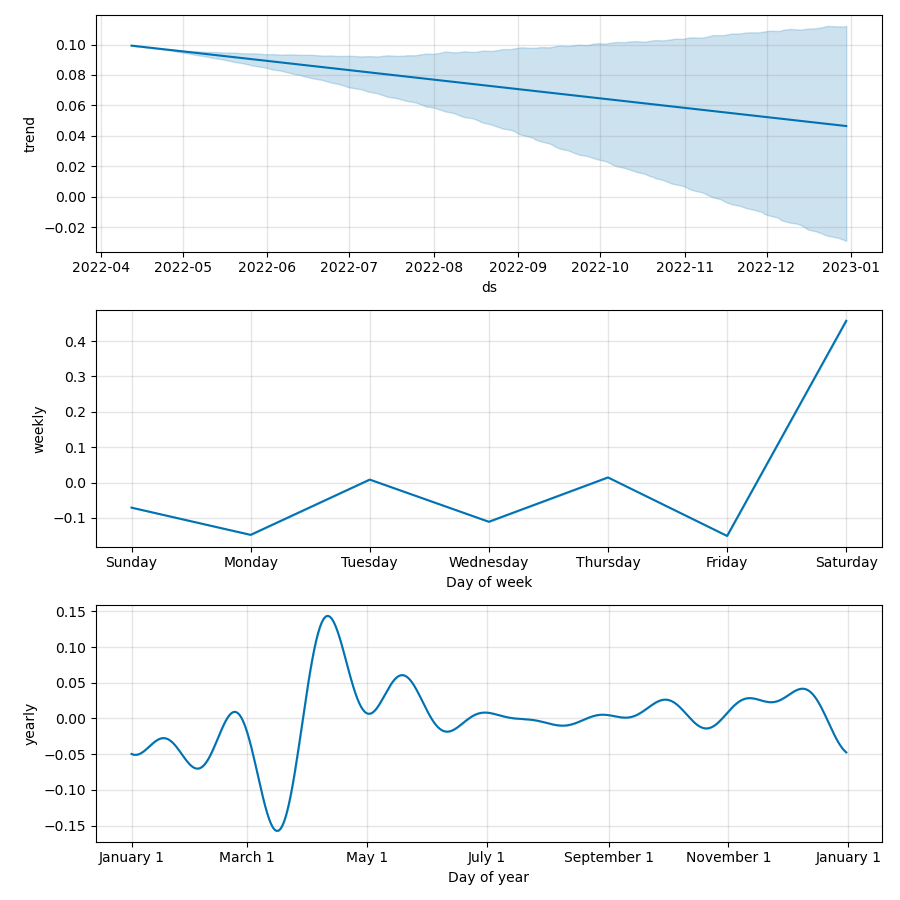 0.10
0.08
0.06
0.04
0.02
0.00
−0.02
trend
2022-04 2022-05 2022-06 2022-07 2022-08 2022-09 2022-10 2022-11 2022-12 2023-01
ds
0.4
0.3
0.2
0.1
0.0
−0.1
weekly
Sunday Monday Tuesday Wednesday Thursday Friday Saturday
Day of week
0.15
0.10
0.05
0.00
−0.05
−0.10
−0.15
yearly
January 1 March 1 May 1 July 1 September 1 November 1 January 1
Day of year